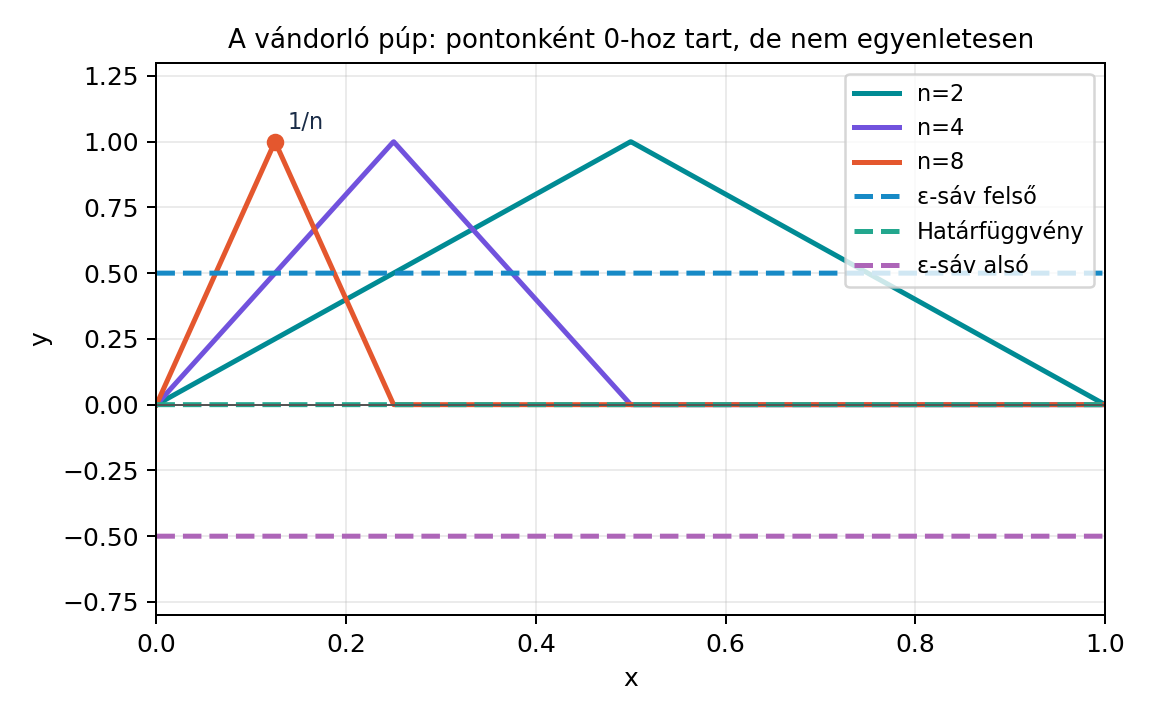 A vándorló púp: pontonként 0-hoz tart, de nem egyenletesen
1.25
1.00
0.75
0.50
0.25
0.00
−0.25
−0.50
−0.75
y
1/n
n=2
n=4
n=8
ε-sáv felső
Határfüggvény
ε-sáv alsó
0.0 0.2 0.4 0.6 0.8 1.0
x